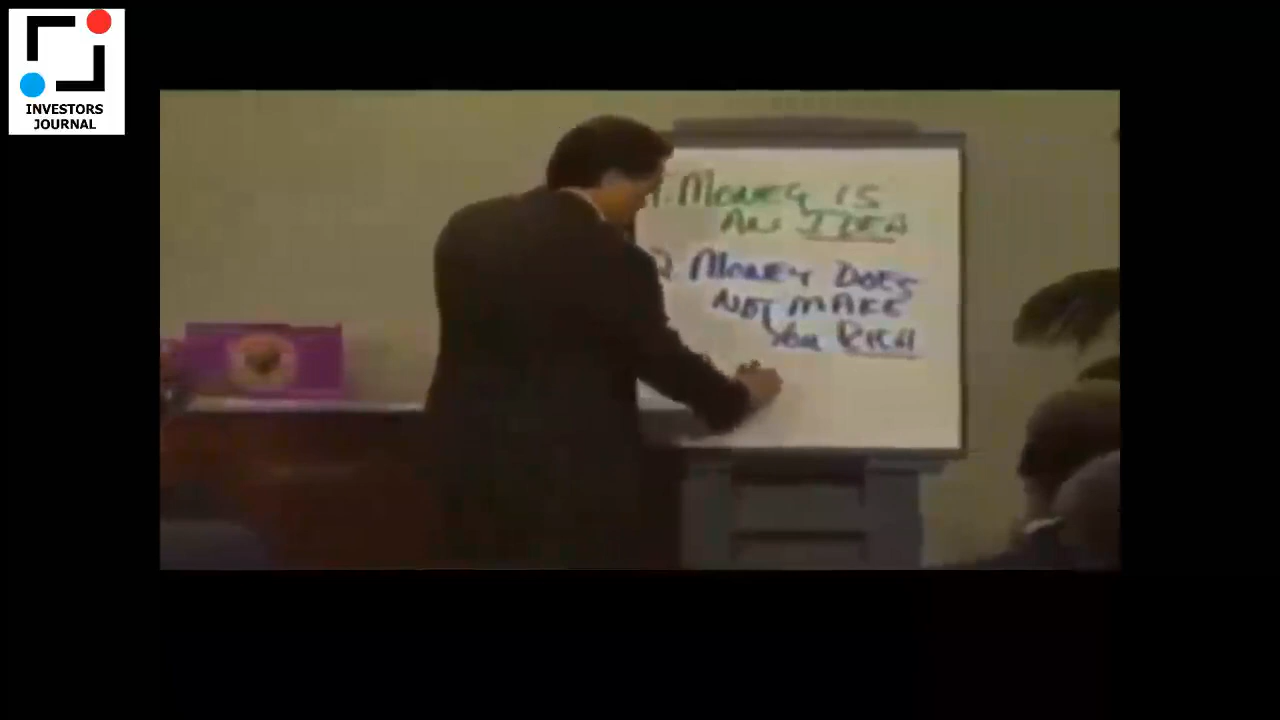 INVESTORS
JOURNAL
1. MONEY IS
AN IDEA
2. MONEY DOES
NOT MAKE
YOU RICH